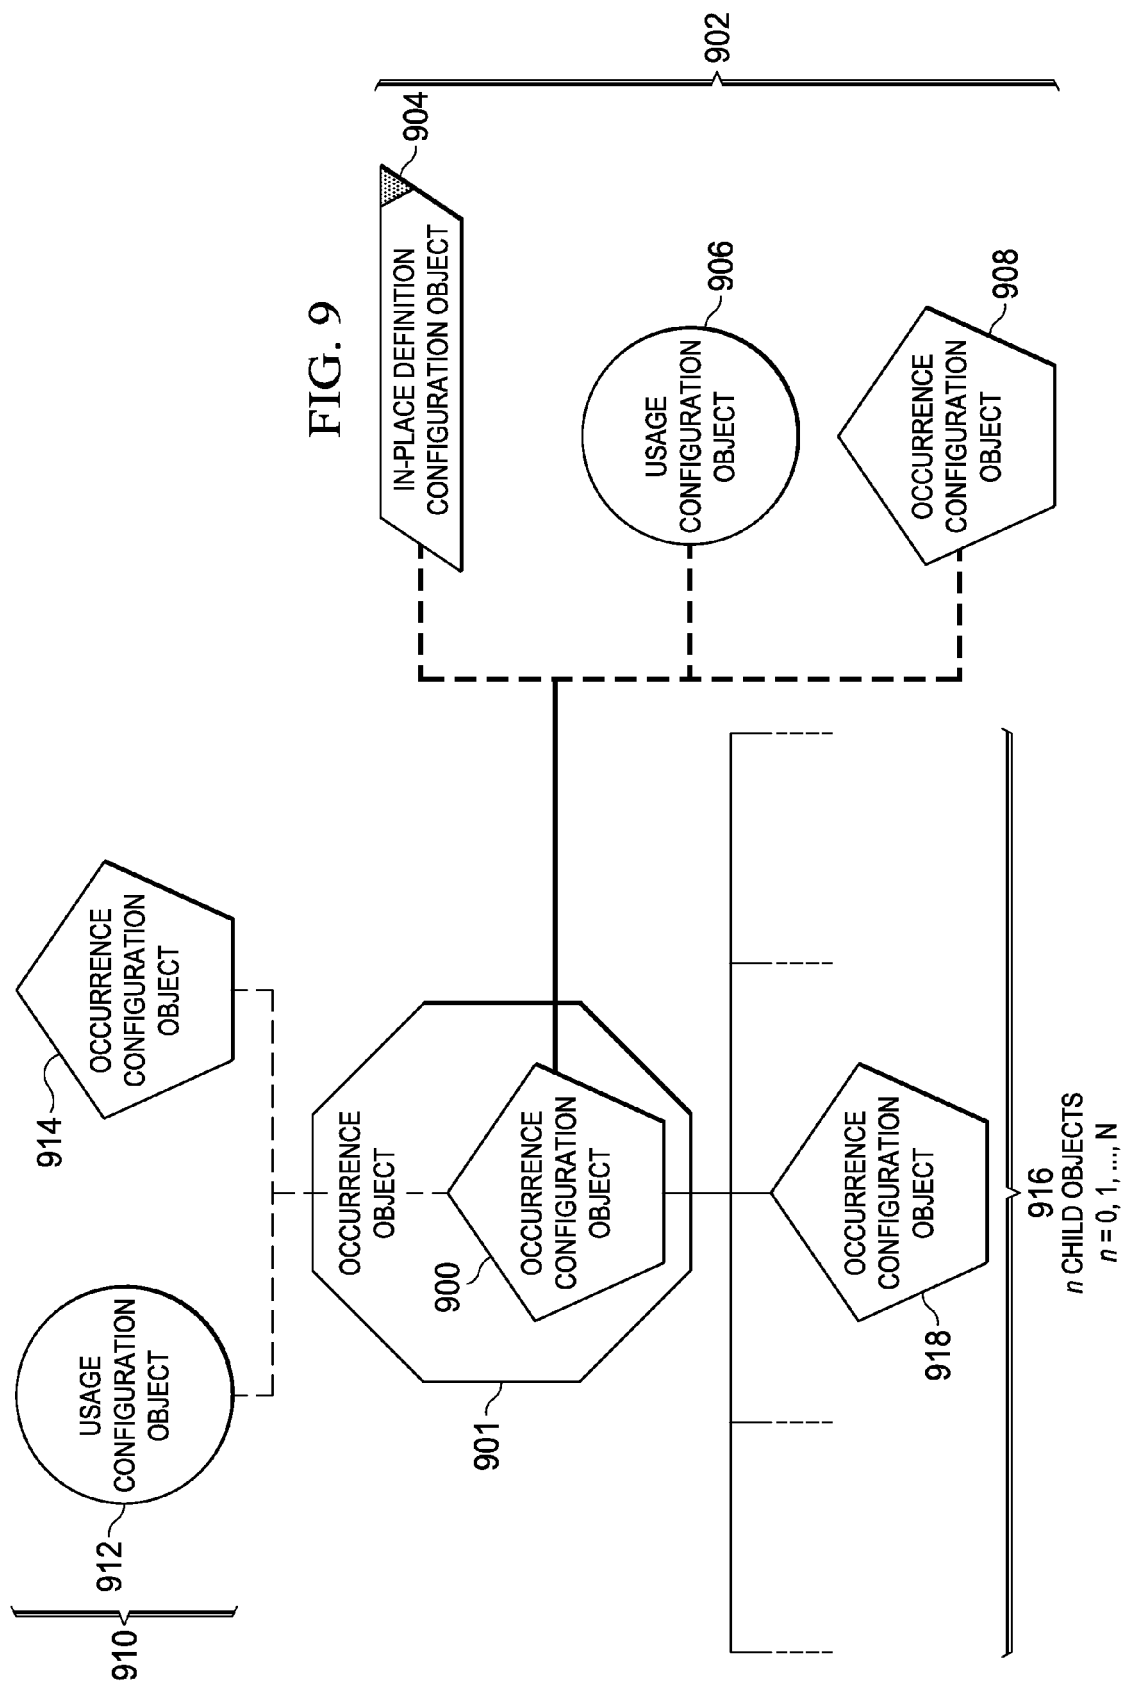 910
912
USAGE
CONFIGURATION
OBJECT
914
OCCURRENCE
CONFIGURATION
OBJECT
901
OCCURRENCE
OBJECT
900
OCCURRENCE
CONFIGURATION
OBJECT
918
OCCURRENCE
CONFIGURATION
OBJECT
916
n CHILD OBJECTS
n = 0, 1, ..., N
FIG. 9
IN-PLACE DEFINITION
CONFIGURATION OBJECT
904
902
USAGE
CONFIGURATION
OBJECT
906
OCCURRENCE
CONFIGURATION
OBJECT
908